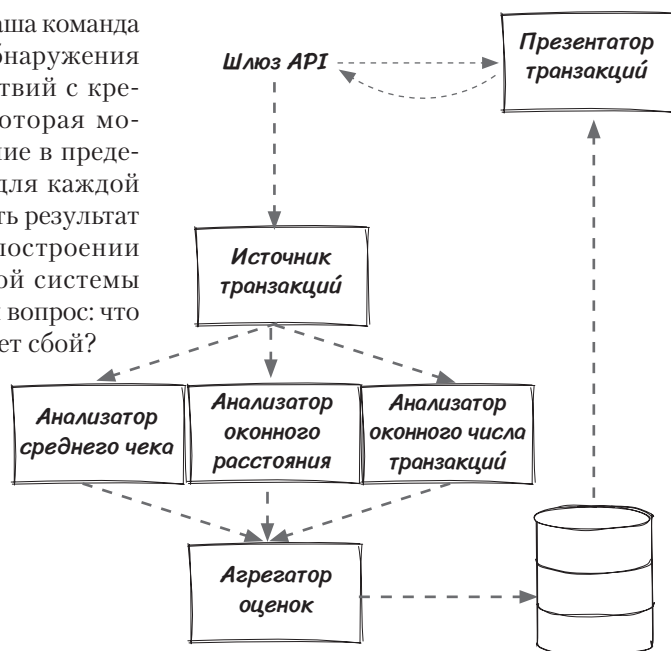 аша команда
бнаружения
ствий с кре-
оторая мо-
ние в преде-
для каждой
ть результат
построении
ой системы
вопрос: что
ет сбой?
Шлюз API
Презентатор
транзакций
Источник
транзакций
Анализатор
среднего чека
Анализатор
оконного
расстояния
Анализатор
оконного числа
транзакций
Агрегатор
оценок